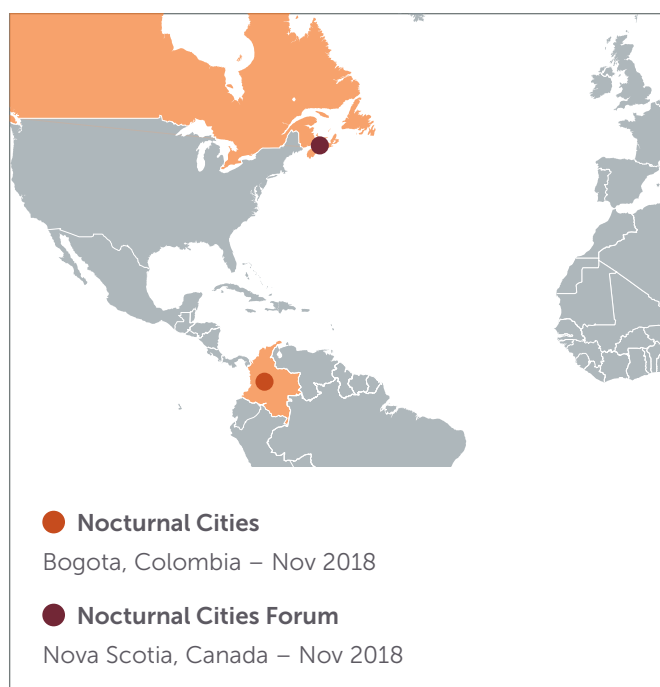 Nocturnal Cities
Bogota, Colombia – Nov 2018
Nocturnal Cities Forum
Nova Scotia, Canada – Nov 2018